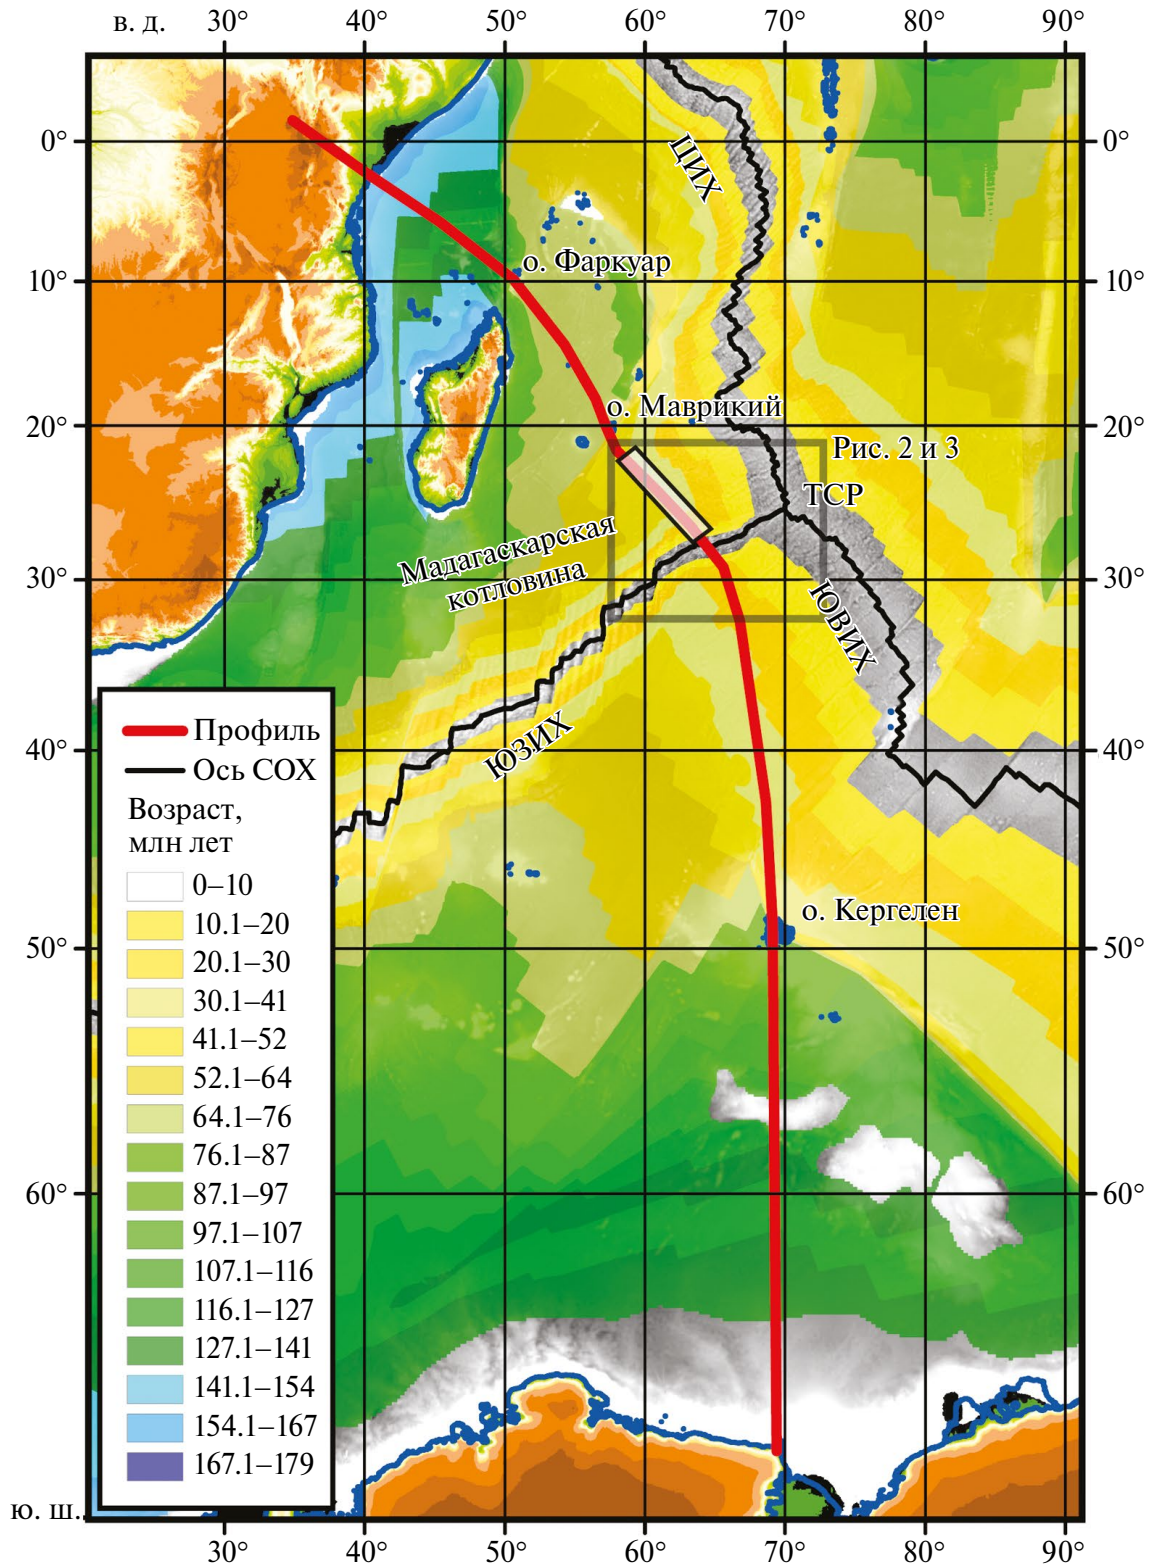 в. д.
30°
40°
50°
60°
70°
80°
90°
0°
0°
ЦИХ
о. Фаркуар
10°
10°
о. Маврикий
20°
20°
Рис. 2 и 3
ТСР
Мадагаскарская
котловина
30°
30°
ЮВИХ
ЮЗИХ
40°
40°
Профиль
Ось СОХ
Возраст,
млн лет
0–10
10.1–20
20.1–30
30.1–41
41.1–52
52.1–64
64.1–76
76.1–87
87.1–97
97.1–107
107.1–116
116.1–127
127.1–141
141.1–154
154.1–167
167.1–179
о. Кергелен
50°
50°
60°
60°
ю. ш.
30°
40°
50°
60°
70°
80°
90°